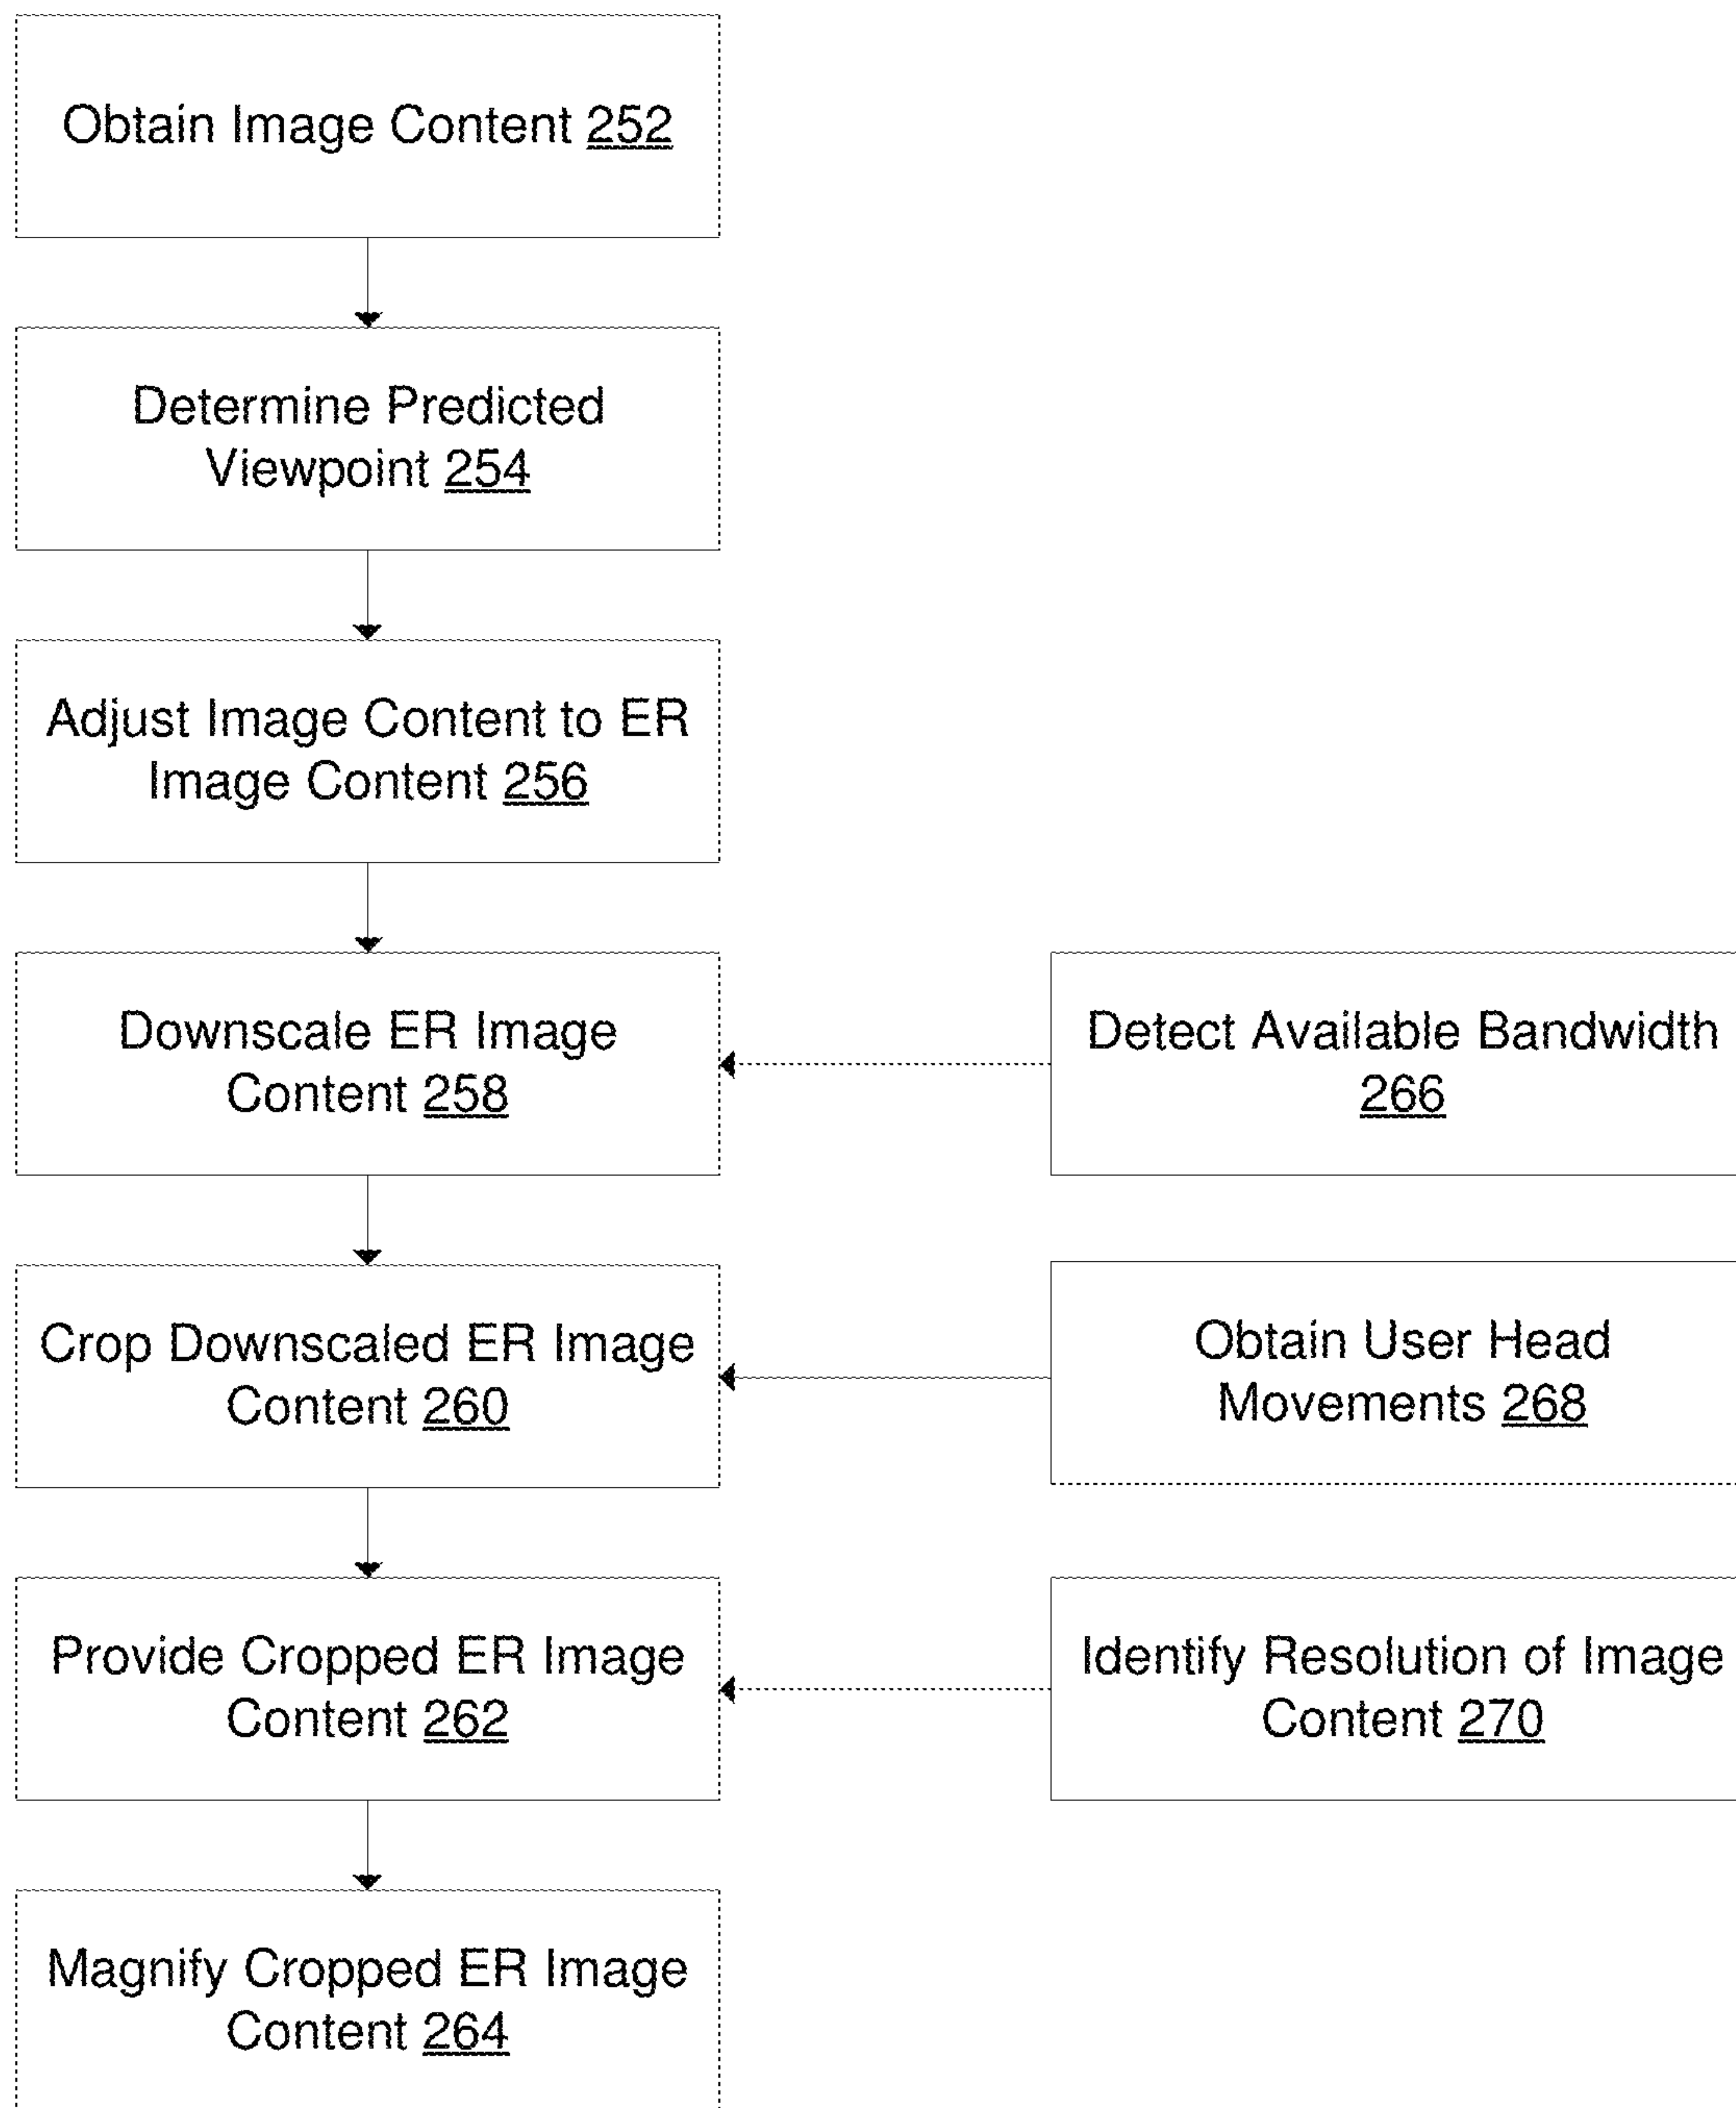 Obtain Image Content 252
Determine Predicted
Viewpoint 254
Adjust Image Content to ER
Image Content 256
Downscale ER Image
Content 258
Detect Available Bandwidth
266
Crop Downscaled ER Image
Content 260
Obtain User Head
Movements 268
Provide Cropped ER Image
Content 262
Identify Resolution of Image
Content 270
Magnify Cropped ER Image
Content 264